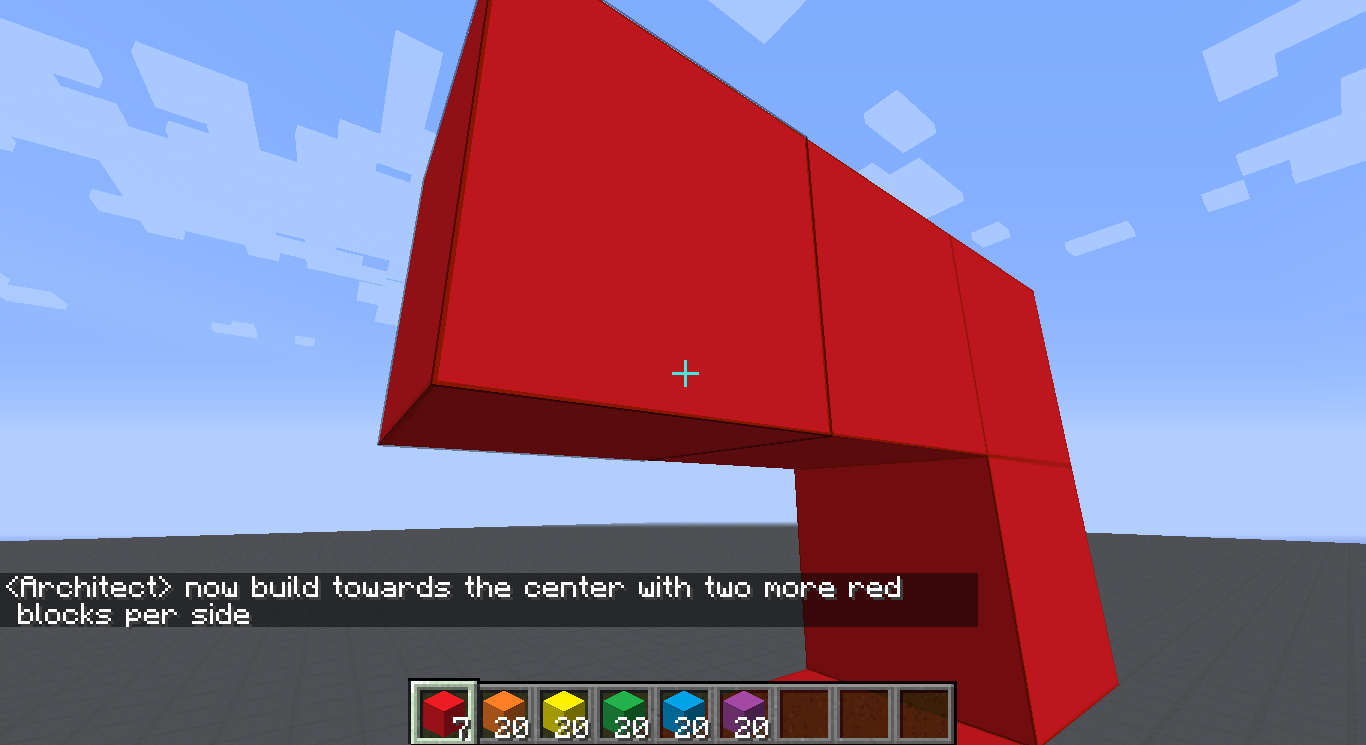 <Architect> now build towards the center with two more red
blocks per side
7 20 20 20 20 20